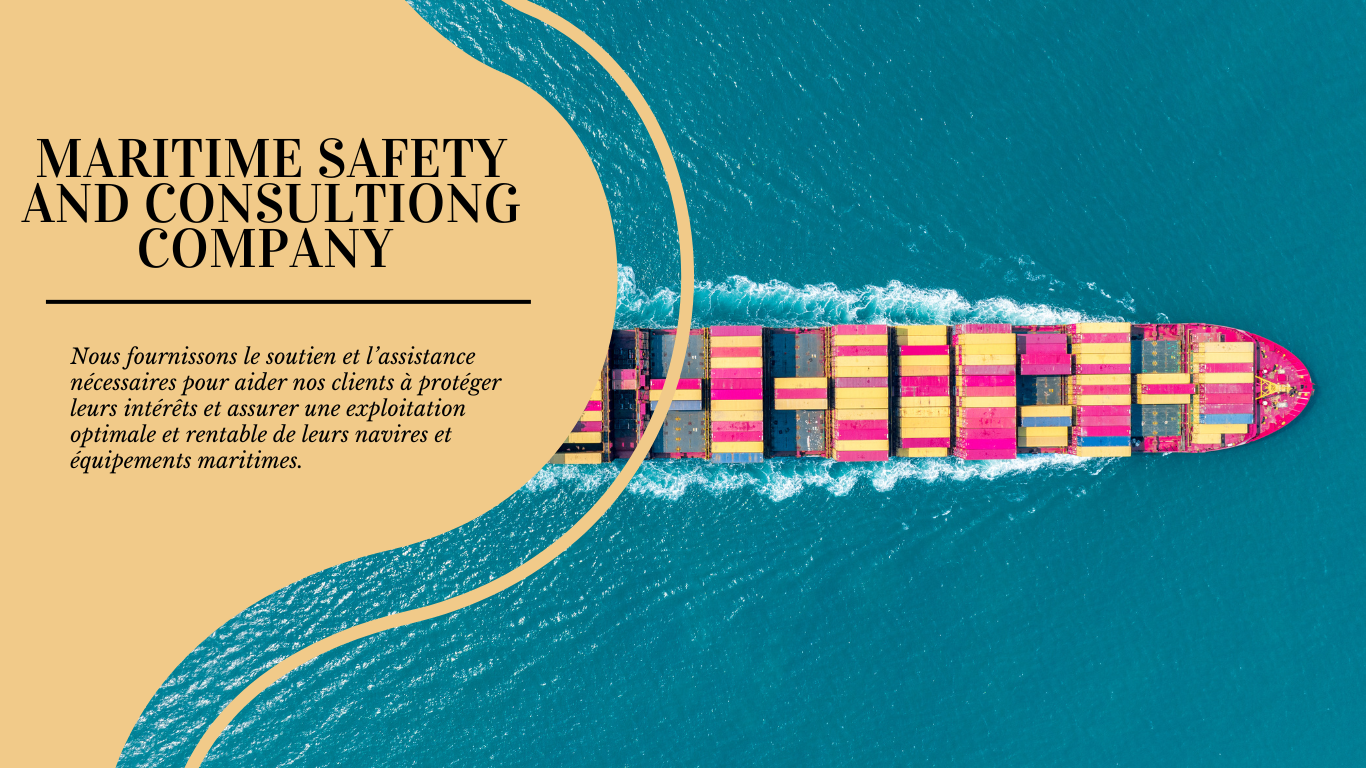 MARITIME SAFETY
AND CONSULTIONG
COMPANY
Nous fournissons le soutien et l’assistance
nécessaires pour aider nos clients à protéger
leurs intérêts et assurer une exploitation
optimale et rentable de leurs navires et
équipements maritimes.